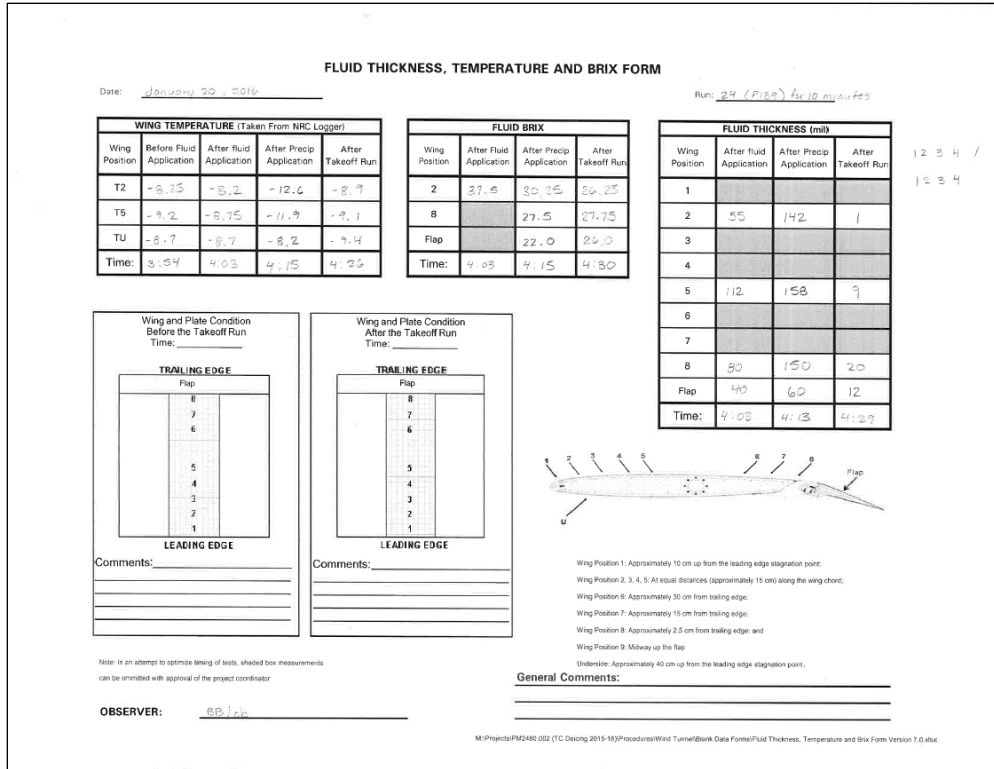 FLUID THICKNESS, TEMPERATURE AND BRIX FORM
Date: January 20, 2016
Run: 24 (P189) for 10 minutes
WING TEMPERATURE (Taken From NRC Logger)
Wing Position Before Fluid Application After fluid Application After Precip Application After Takeoff Run
T2 -8.75 -8.2 -12.6 -8.9
T5 -9.2 -8.75 -11.9 -9.1
TU -8.7 -8.7 -8.2 -9.4
Time: 3:54 4:03 4:15 4:36
FLUID BRIX
Wing Position After fluid Application After Precip Application After Takeoff Run
2 37.5 30.25 26.25
8 27.5 27.75
Flap 22.0 26.0
Time: 4:03 4:15 4:30
FLUID THICKNESS (mil)
Wing Position After fluid Application After Precip Application After Takeoff Run
1
2 55 142 1
3
4
5 112 158 9
6
7
8 80 150 20
Flap 40 60 12
Time: 4:03 4:13 4:29
1 2 3 4 /
1 2 3 4
Wing and Plate Condition
Before the Takeoff Run
Time:
TRAILING EDGE
Flap
8
7
6
5
4
3
2
1
LEADING EDGE
Comments:
Wing and Plate Condition
After the Takeoff Run
Time:
TRAILING EDGE
Flap
8
7
6
5
4
3
2
1
LEADING EDGE
Comments:
1 2 3 4 5 6 7 8 Flap
U
Wing Position 1: Approximately 10 cm up from the leading edge stagnation point;
Wing Position 2, 3, 4, 5: At equal distances (approximately 15 cm) along the wing chord;
Wing Position 6: Approximately 30 cm from trailing edge;
Wing Position 7: Approximately 15 cm from trailing edge;
Wing Position 8: Approximately 2.5 cm from trailing edge; and
Wing Position 9: Midway up the flap
Underside: Approximately 40 cm up from the leading edge stagnation point.
Note: In an attempt to optimize timing of tests, shaded box measurements
can be ommitted with approval of the project coordinator
General Comments:
OBSERVER: BB/cb
M:\Projects\PM2480.002 (TC Deicing 2015-16)\Procedures\Wind Tunnel\Blank Data Forms\Fluid Thickness, Temperature and Brix Form Version 7.0.xlsx